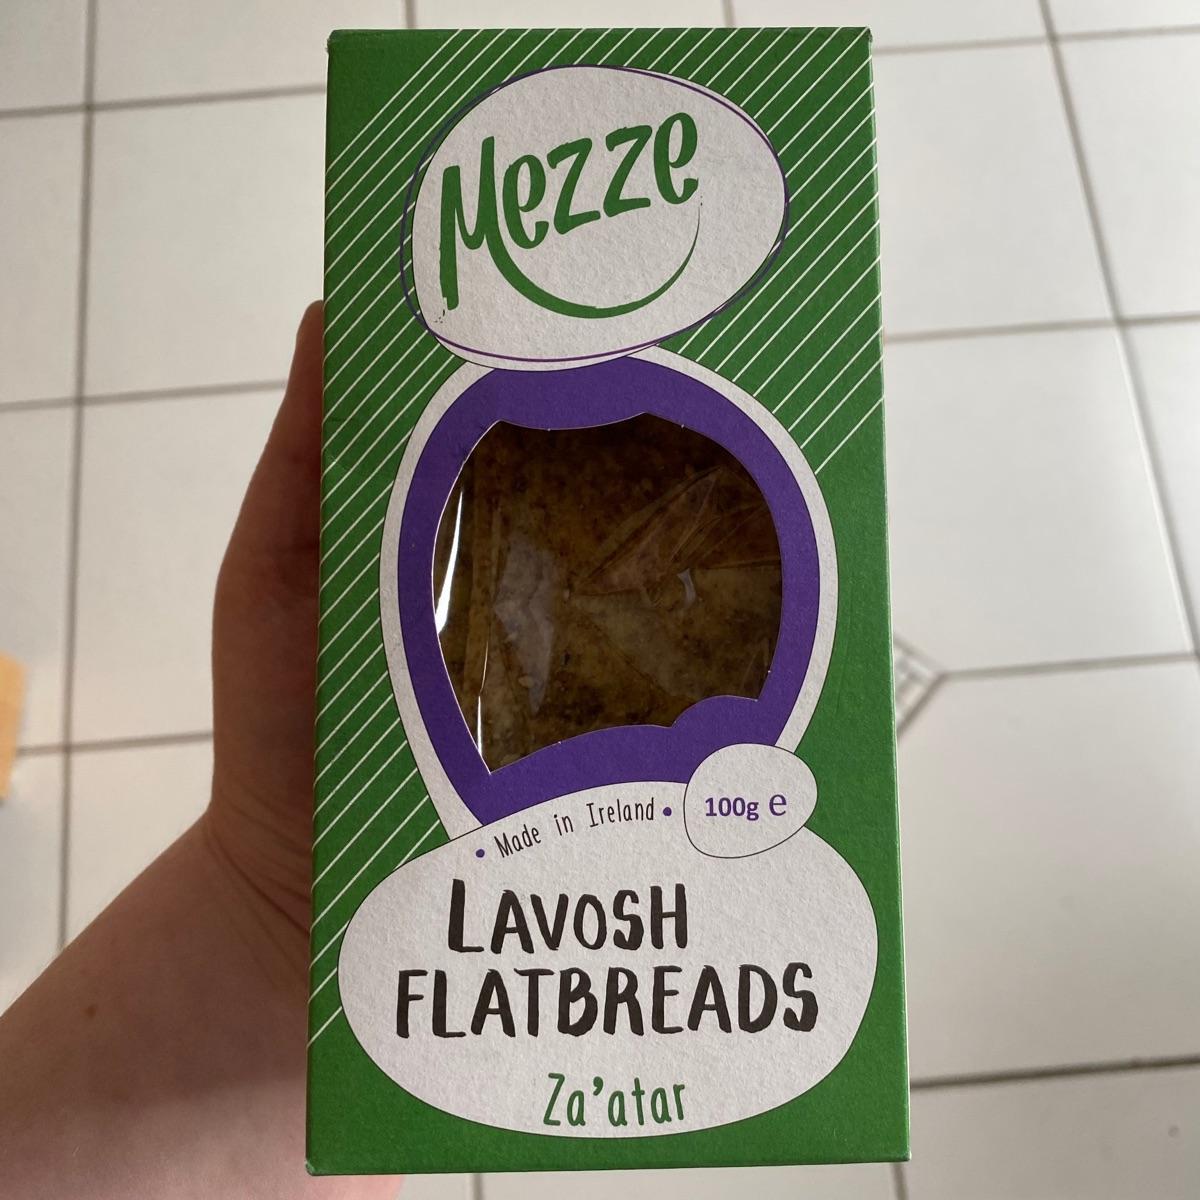 Mezze
• Made in Ireland •
100g e
LAVOSH
FLATBREADS
Za'atar